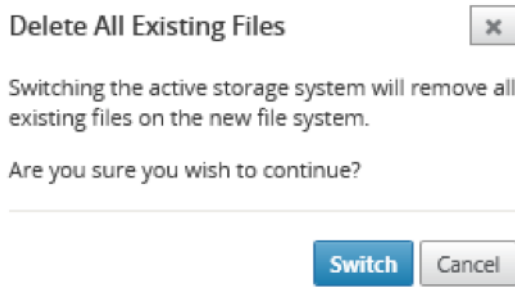 Delete All Existing Files
Switching the active storage system will remove all
existing files on the new file system.
Are you sure you wish to continue?
Switch Cancel